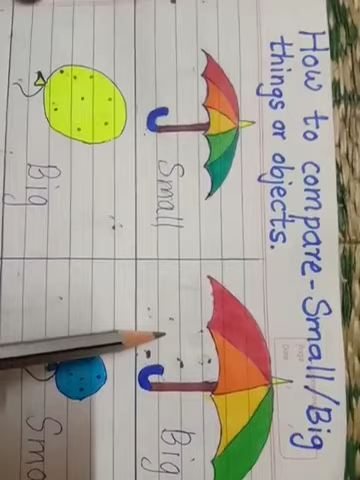 How to compare-Small/Big
things or objects.
Small
Big
Big
Sma